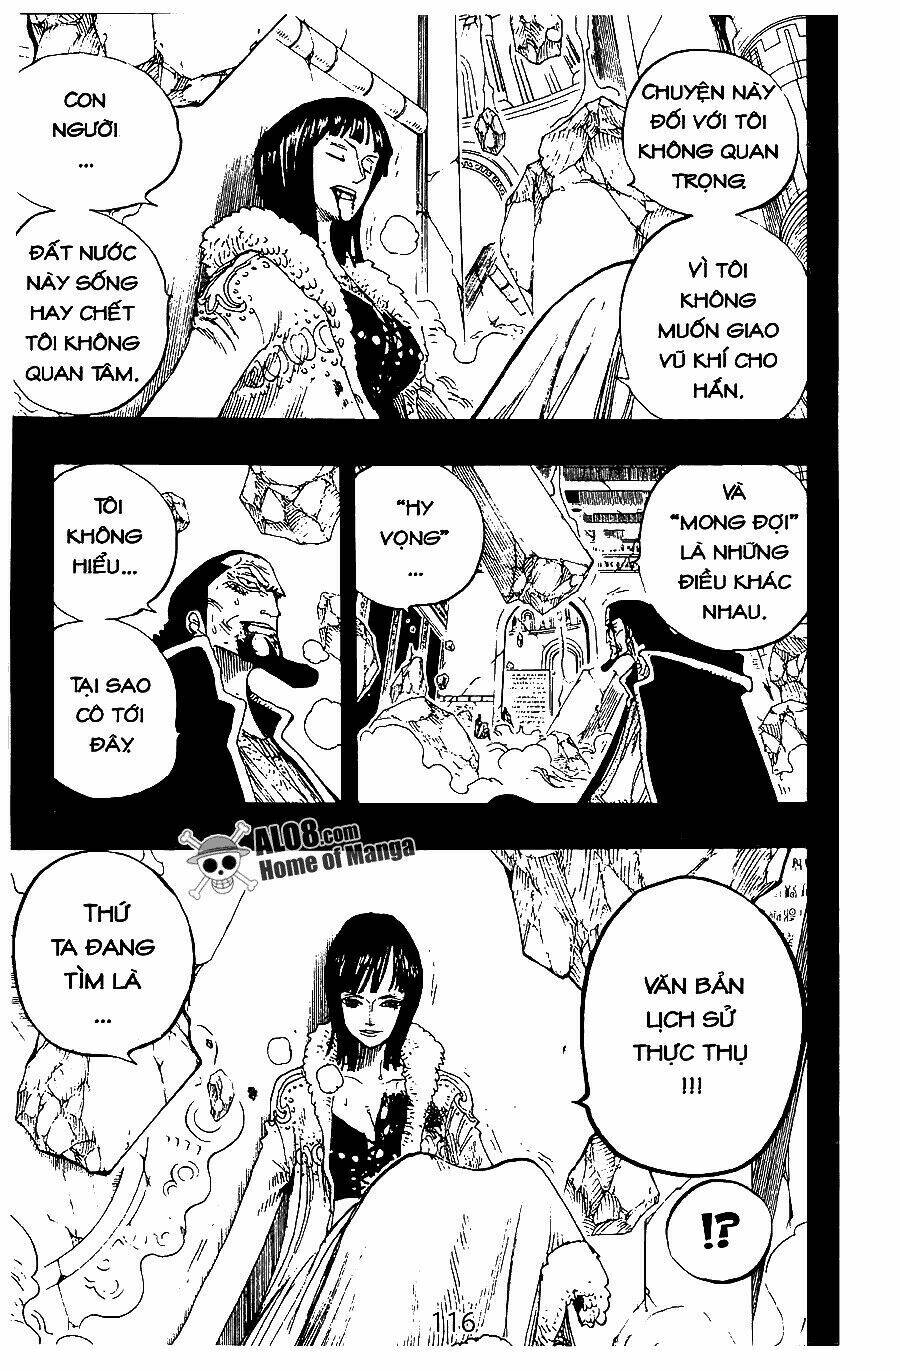 CHUYỆN NÀY
ĐỐI VỚI TÔI
KHÔNG QUAN
TRỌNG.
VÌ TÔI
KHÔNG
MUỐN GIAO
VŨ KHÍ CHO
HẮN.
CON
NGƯỜI
...
ĐẤT NƯỚC
NÀY SỐNG
HAY CHẾT
TÔI KHÔNG
QUAN TÂM.
VÀ
"MONG ĐỢI"
LÀ NHỮNG
ĐIỀU KHÁC
NHAU.
"HY
VỌNG"
...
TÔI
KHÔNG
HIỂU...
TẠI SAO
CÔ TỚI
ĐÂY.
AL08.com
Home of Manga
VĂN BẢN
LỊCH SỬ
THỰC THỤ
!!!
!?
THỨ
TA ĐANG
TÌM LÀ
...
116